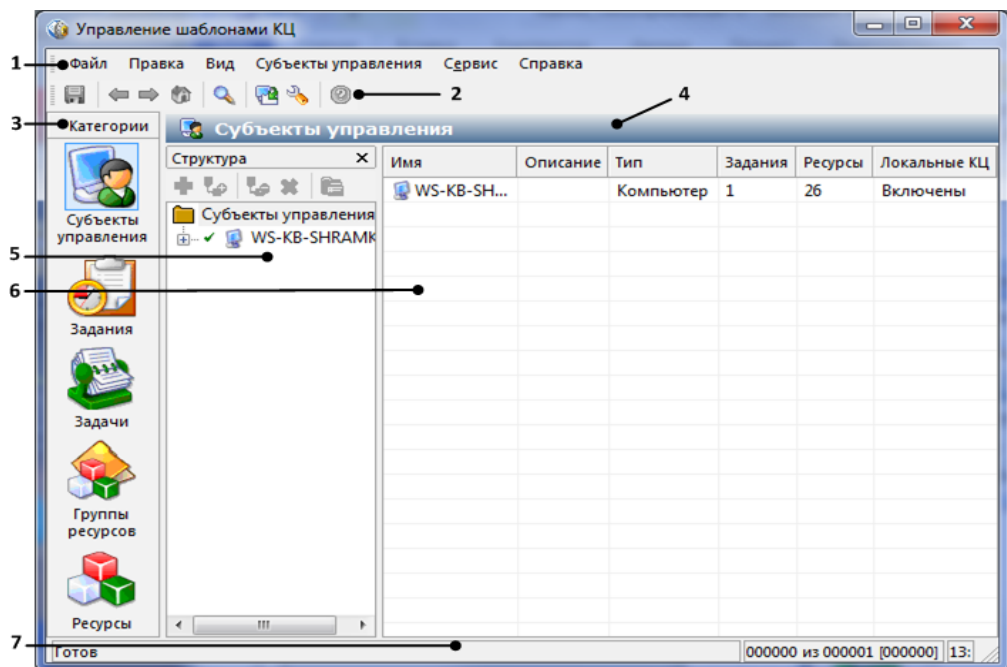 Управление шаблонами КЦ
1
Файл Правка Вид Субъекты управления Сервис Справка
2
3
Категории
4
Субъекты управления
Структура
Имя Описание Тип Задания Ресурсы Локальные КЦ
WS-KB-SH... Компьютер 1 26 Включены
Субъекты управления
WS-KB-SHRAMK
Субъекты
управления
5
6
Задания
Задачи
Группы
ресурсов
Ресурсы
7
Готов
000000 из 000001 [000000] 13: